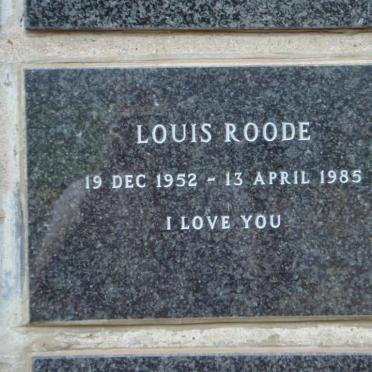 LOUIS ROODE
19 DEC 1952 - 13 APRIL 1985
I LOVE YOU